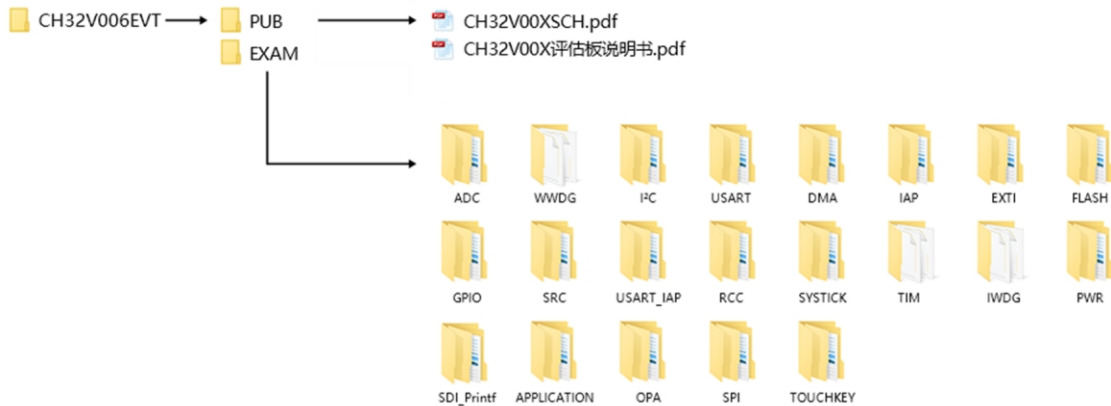 CH32V006EVT
PUB
CH32V00XSCH.pdf
EXAM
CH32V00X评估板说明书.pdf
ADC WWDG I²C USART DMA IAP EXTI FLASH
GPIO SRC USART_IAP RCC SYSTICK TIM IWDG PWR
SDI_Printf APPLICATION OPA SPI TOUCHKEY